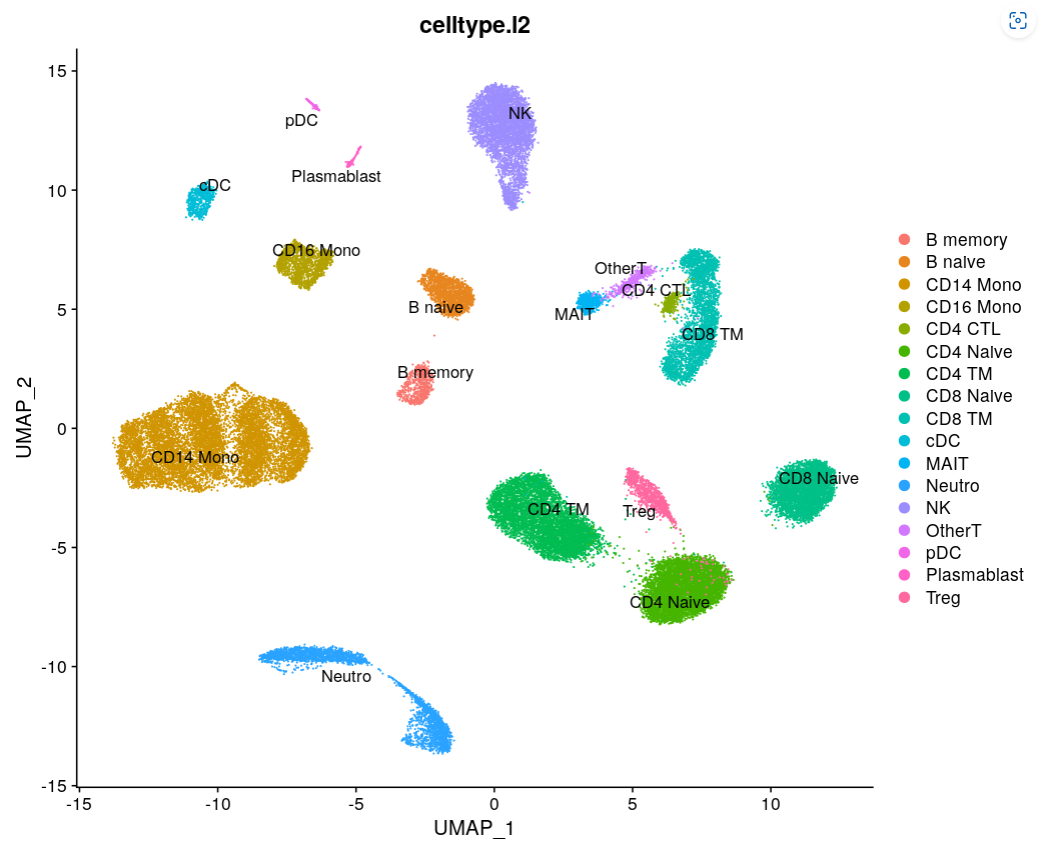 celltype.l2
15
10
5
0
-5
-10
-15
-15
-10
-5
0
5
10
UMAP_2
UMAP_1
NK
pDC
Plasmablast
cDC
CD16 Mono
OtherT
CD4 CTL
B naive
MAIT
CD8 TM
B memory
CD14 Mono
CD8 Naive
CD4 TM
Treg
CD4 Naive
Neutro
B memory
B naive
CD14 Mono
CD16 Mono
CD4 CTL
CD4 Naive
CD4 TM
CD8 Naive
CD8 TM
cDC
MAIT
Neutro
NK
OtherT
pDC
Plasmablast
Treg